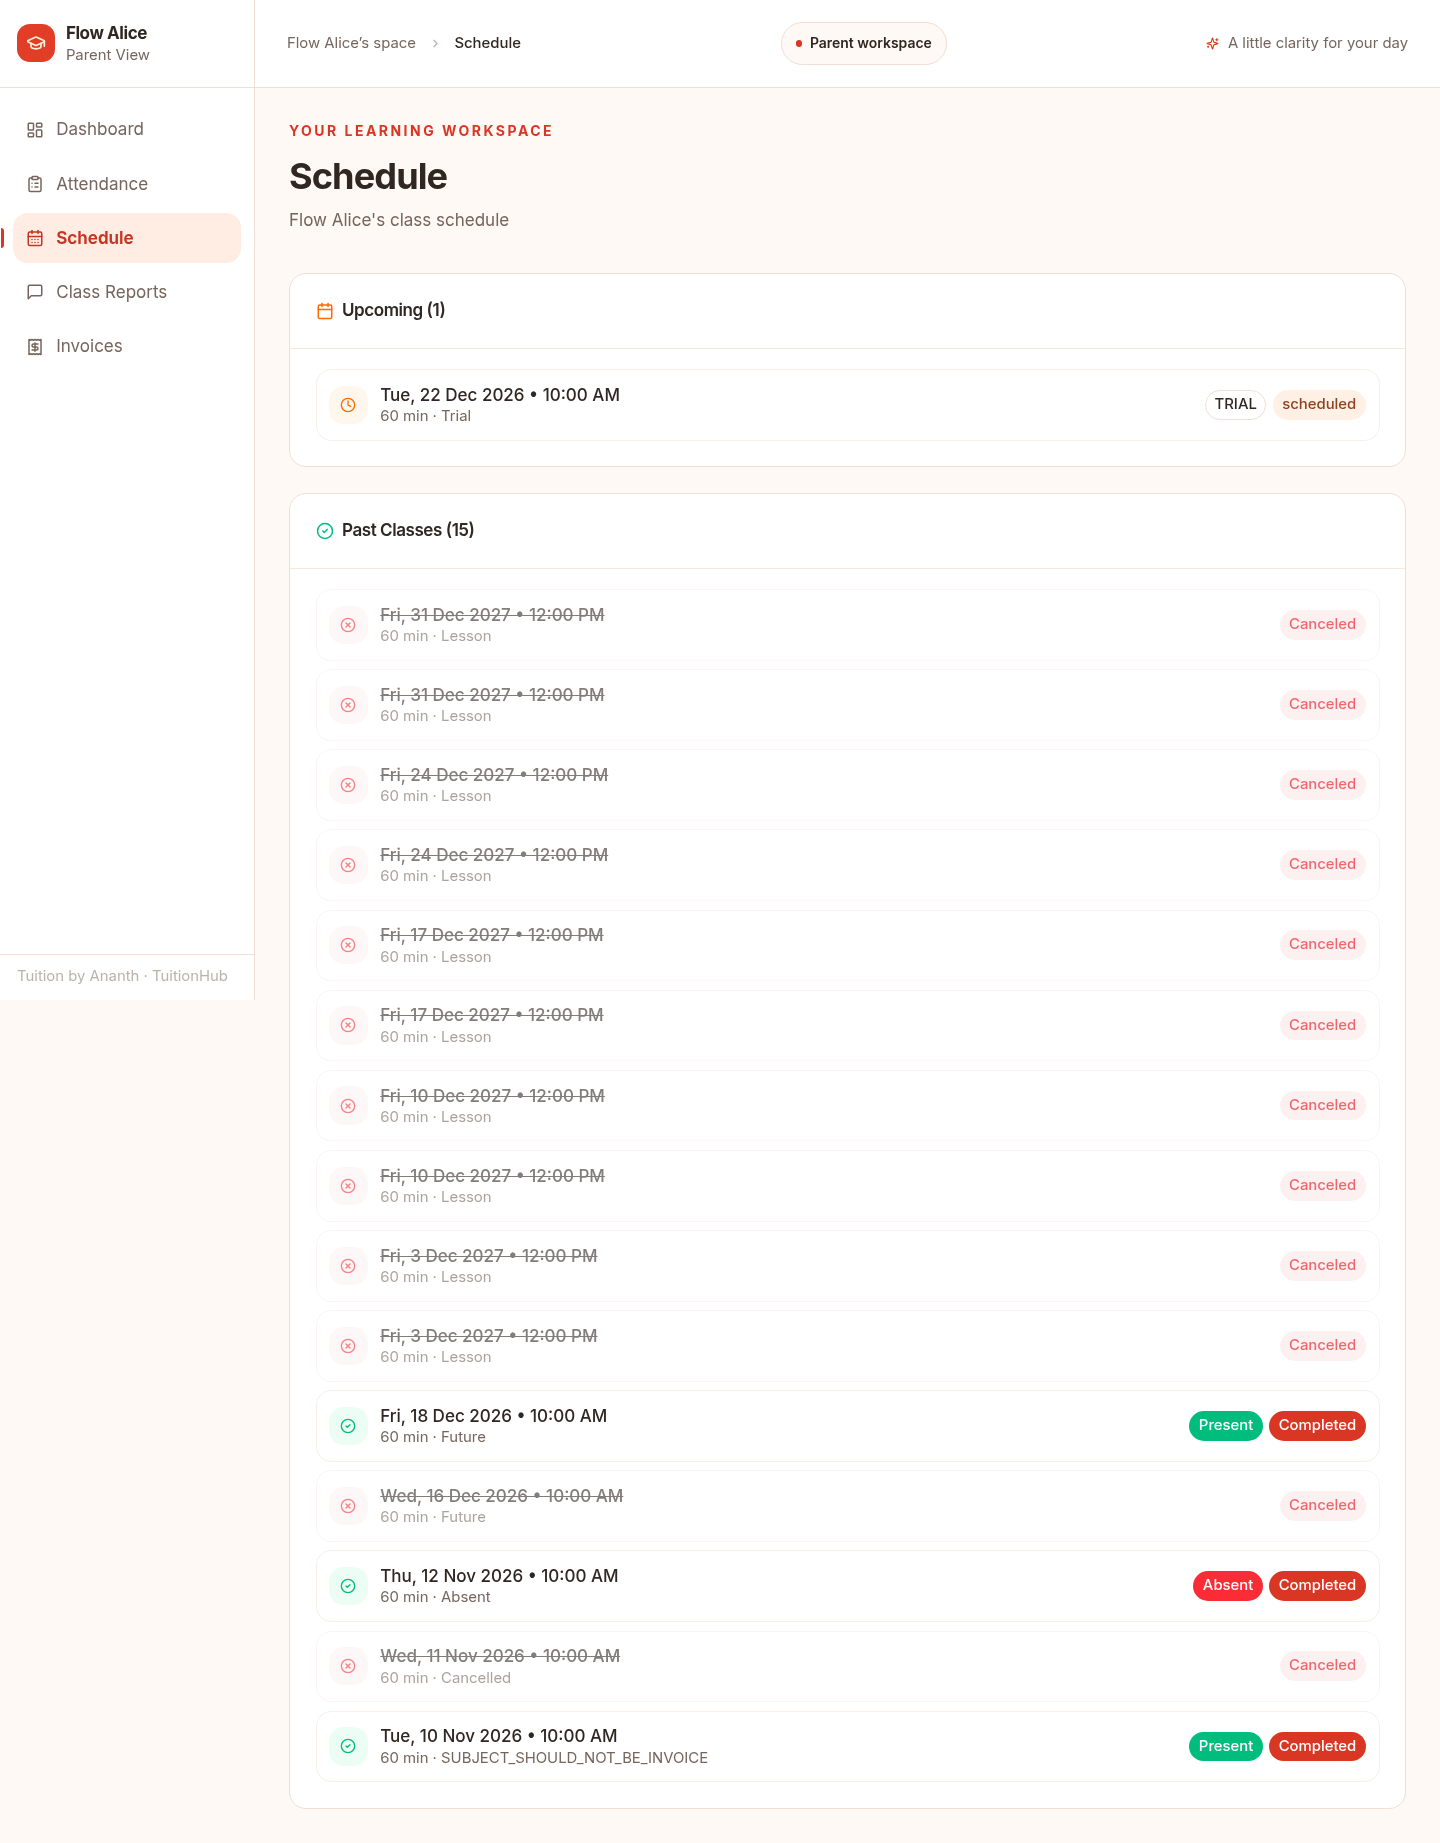 Flow Alice
Parent View
Dashboard
Attendance
Schedule
Class Reports
Invoices
Tuition by Ananth · TuitionHub
Flow Alice’s space › Schedule
Parent workspace
A little clarity for your day
YOUR LEARNING WORKSPACE
Schedule
Flow Alice's class schedule
Upcoming (1)
Tue, 22 Dec 2026 • 10:00 AM
60 min · Trial
TRIAL scheduled
Past Classes (15)
Fri, 31 Dec 2027 • 12:00 PM
60 min · Lesson
Canceled
Fri, 31 Dec 2027 • 12:00 PM
60 min · Lesson
Canceled
Fri, 24 Dec 2027 • 12:00 PM
60 min · Lesson
Canceled
Fri, 24 Dec 2027 • 12:00 PM
60 min · Lesson
Canceled
Fri, 17 Dec 2027 • 12:00 PM
60 min · Lesson
Canceled
Fri, 17 Dec 2027 • 12:00 PM
60 min · Lesson
Canceled
Fri, 10 Dec 2027 • 12:00 PM
60 min · Lesson
Canceled
Fri, 10 Dec 2027 • 12:00 PM
60 min · Lesson
Canceled
Fri, 3 Dec 2027 • 12:00 PM
60 min · Lesson
Canceled
Fri, 3 Dec 2027 • 12:00 PM
60 min · Lesson
Canceled
Fri, 18 Dec 2026 • 10:00 AM
60 min · Future
Present Completed
Wed, 16 Dec 2026 • 10:00 AM
60 min · Future
Canceled
Thu, 12 Nov 2026 • 10:00 AM
60 min · Absent
Absent Completed
Wed, 11 Nov 2026 • 10:00 AM
60 min · Cancelled
Canceled
Tue, 10 Nov 2026 • 10:00 AM
60 min · SUBJECT_SHOULD_NOT_BE_INVOICE
Present Completed